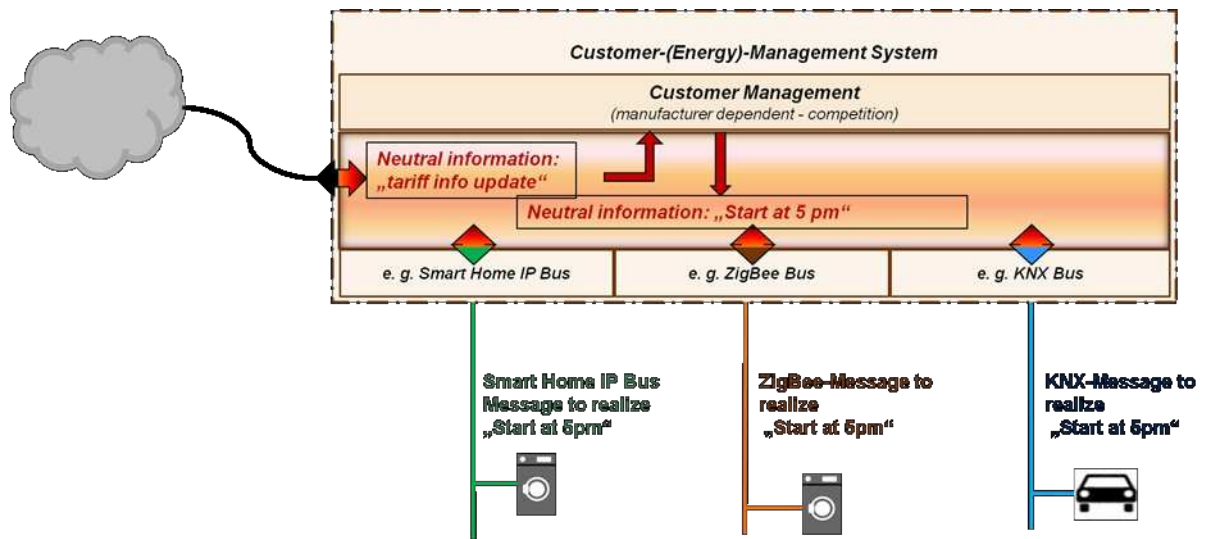 Customer-(Energy)-Management System
Customer Management
(manufacturer dependent - competition)
Neutral information:
„tariff info update“
Neutral information: „Start at 5 pm“
e. g. Smart Home IP Bus
e. g. ZigBee Bus
e. g. KNX Bus
Smart Home IP Bus
Message to realize
„Start at 5pm“
ZigBee-Message to
realize
„Start at 5pm“
KNX-Message to
realize
„Start at 5pm“